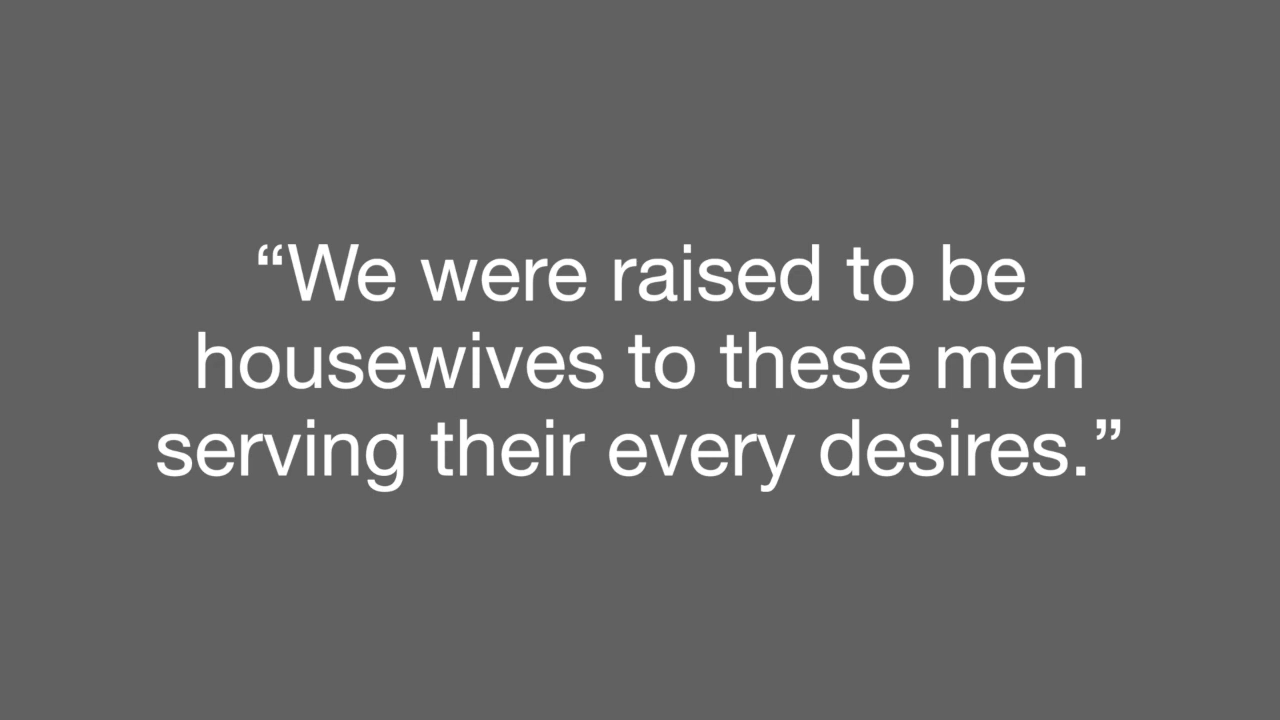 “We were raised to be
housewives to these men
serving their every desires.”